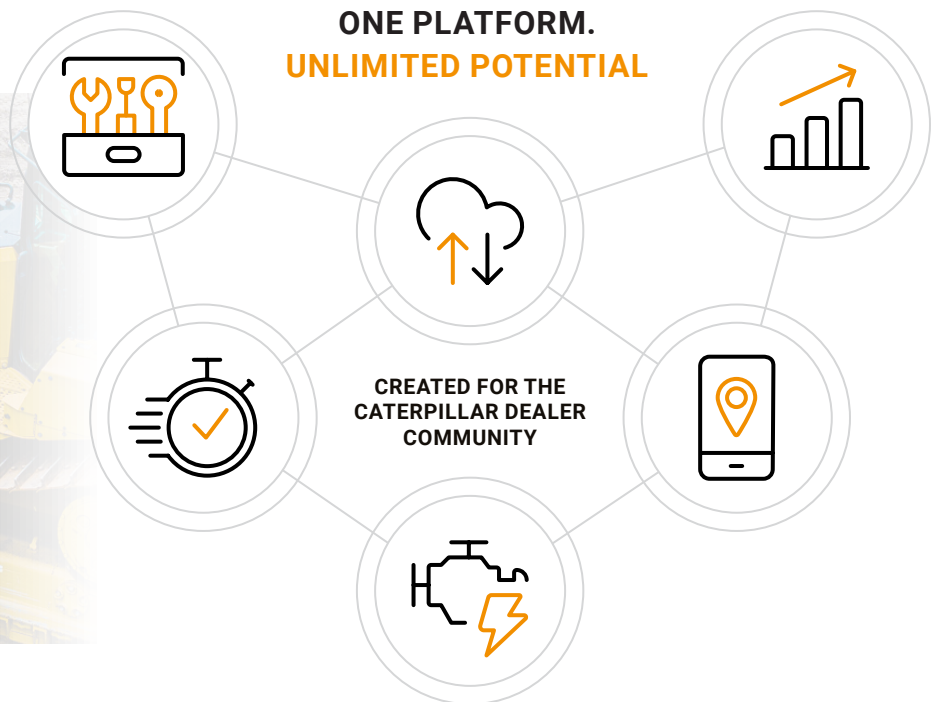 ONE PLATFORM.
UNLIMITED POTENTIAL
CREATED FOR THE
CATERPILLAR DEALER
COMMUNITY